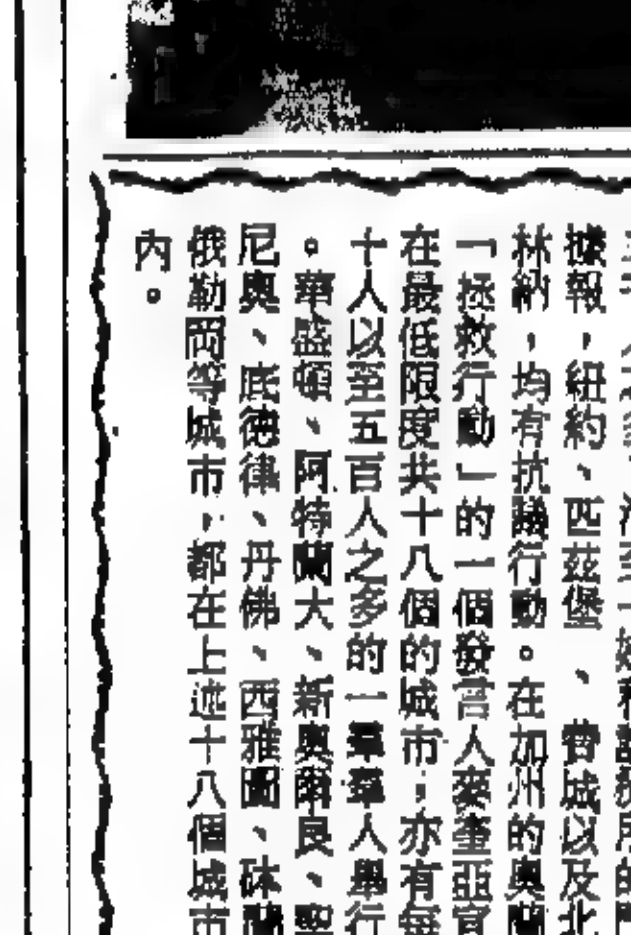 據報，紐約、匹茲堡、費城以及北
林納，均有抗議行動。在加州的奧蘭
「拯救行動」的一個發言人麥奎亞官
在最低限度共十八個的城市，亦有每
十人以至五百人之多的一羣羣人舉行
。華盛頓、阿特蘭大、新奧爾良、聖
尼奧、底德律、丹佛、西雅圖、砵蘭
俄勒岡等城市，都在上述十八個城市
內。